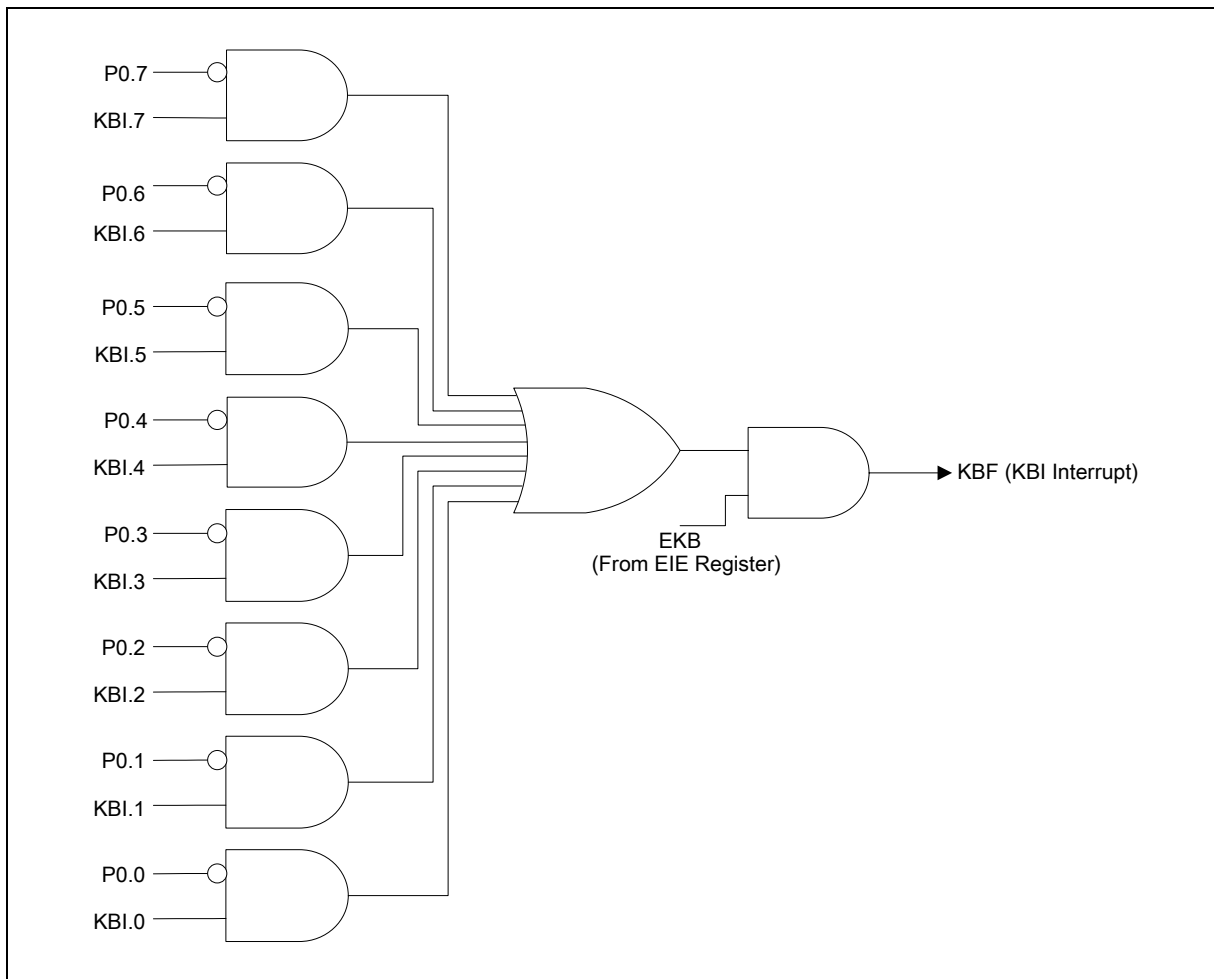 P0.7
KBI.7
P0.6
KBI.6
P0.5
KBI.5
P0.4
KBI.4
P0.3
KBI.3
P0.2
KBI.2
P0.1
KBI.1
P0.0
KBI.0
EKB
(From EIE Register)
KBF (KBI Interrupt)